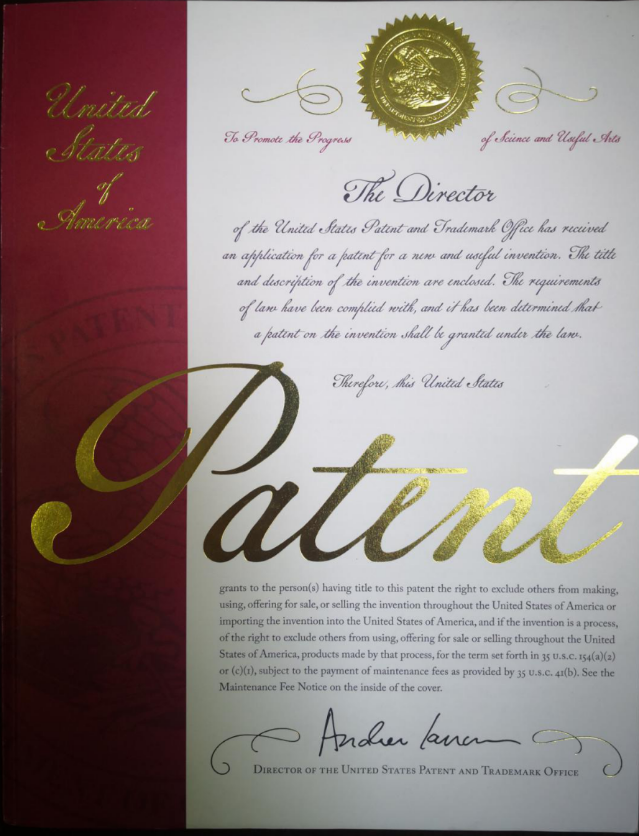 United
States
of
America
To Promote the Progress
of Science and Useful Arts
The Director
of the United States Patent and Trademark Office has received
an application for a patent for a new and useful invention. The title
and description of the invention are enclosed. The requirements
of law have been complied with, and it has been determined that
a patent on the invention shall be granted under the law.
Therefore, this United States
Patent
grants to the person(s) having title to this patent the right to exclude others from making,
using, offering for sale, or selling the invention throughout the United States of America or
importing the invention into the United States of America, and if the invention is a process,
of the right to exclude others from using, offering for sale or selling throughout the United
States of America, products made by that process, for the term set forth in 35 U.S.C. 154(a)(2)
or (c)(1), subject to the payment of maintenance fees as provided by 35 U.S.C. 41(b). See the
Maintenance Fee Notice on the inside of the cover.
DIRECTOR OF THE UNITED STATES PATENT AND TRADEMARK OFFICE